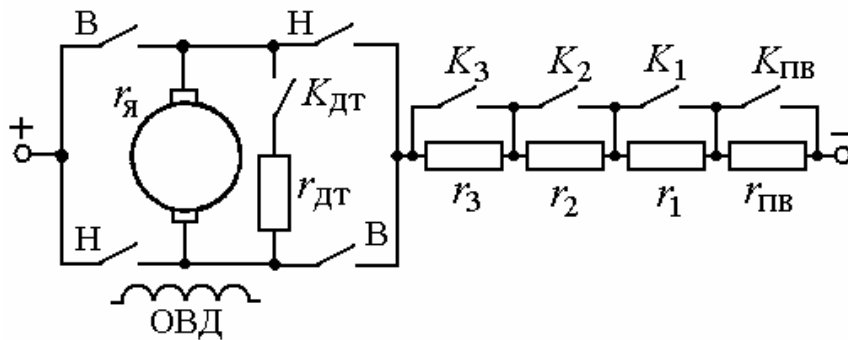 В Н K3 K2 K1 KПВ
rя KДТ
+ −
rДТ r3 r2 r1 rПВ
Н В
ОВД